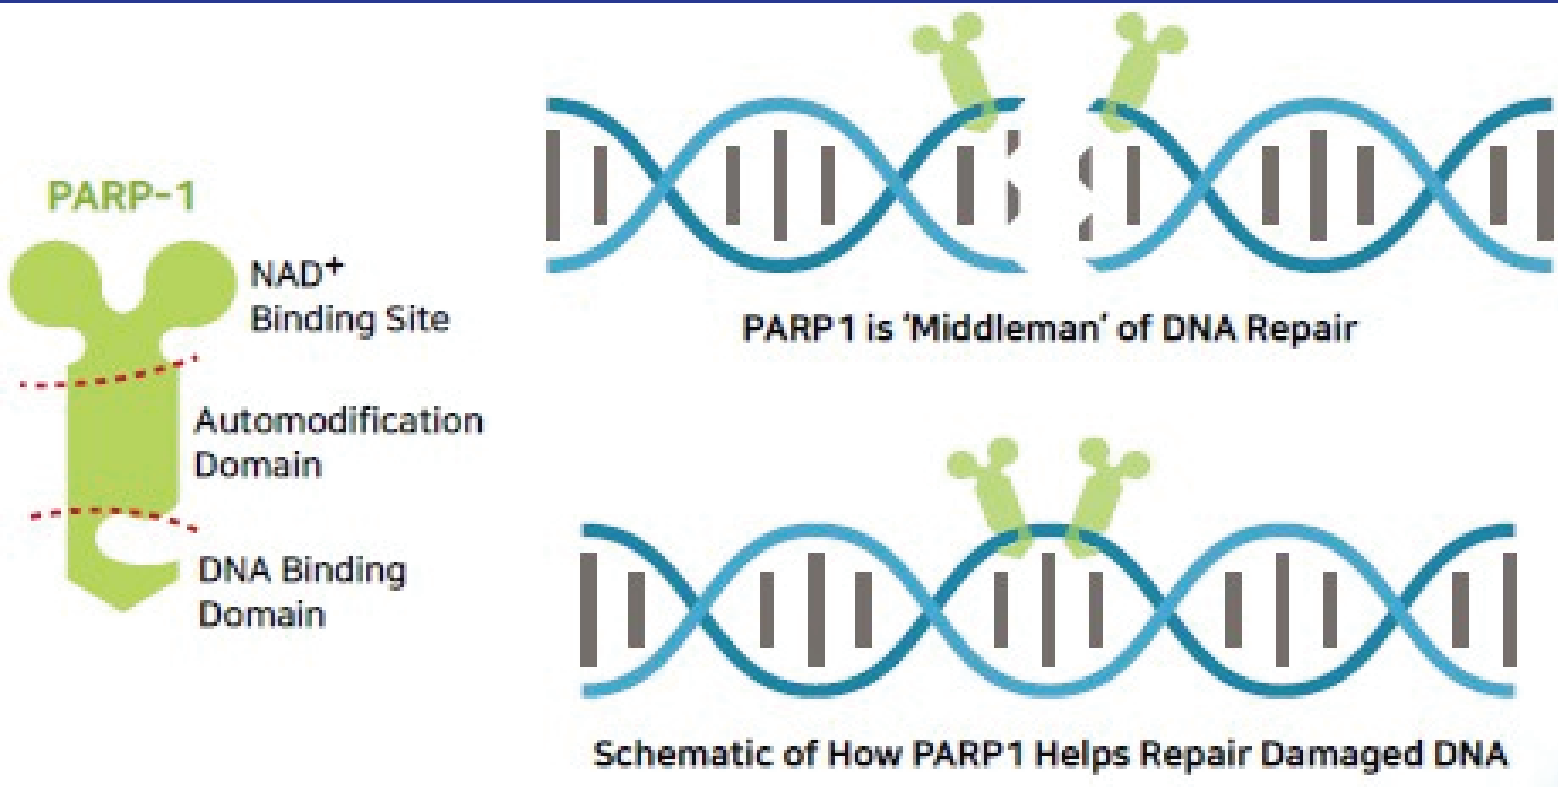 PARP-1
NAD+
Binding Site
Automodification
Domain
DNA Binding
Domain
PARP1 is ‘Middleman’ of DNA Repair
Schematic of How PARP1 Helps Repair Damaged DNA